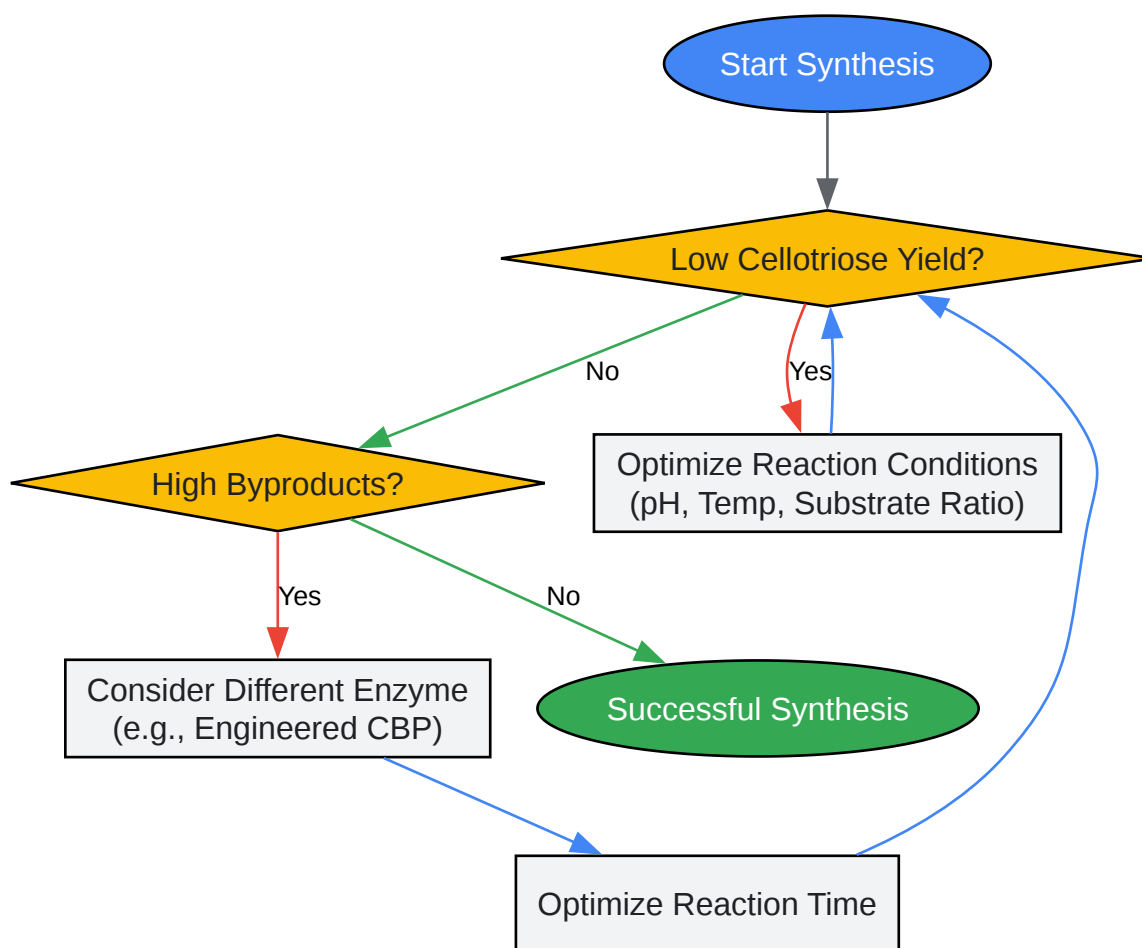 Start Synthesis
Low Cellotriose Yield?
No
Yes
Optimize Reaction Conditions
(pH, Temp, Substrate Ratio)
High Byproducts?
Yes
No
Consider Different Enzyme
(e.g., Engineered CBP)
Successful Synthesis
Optimize Reaction Time